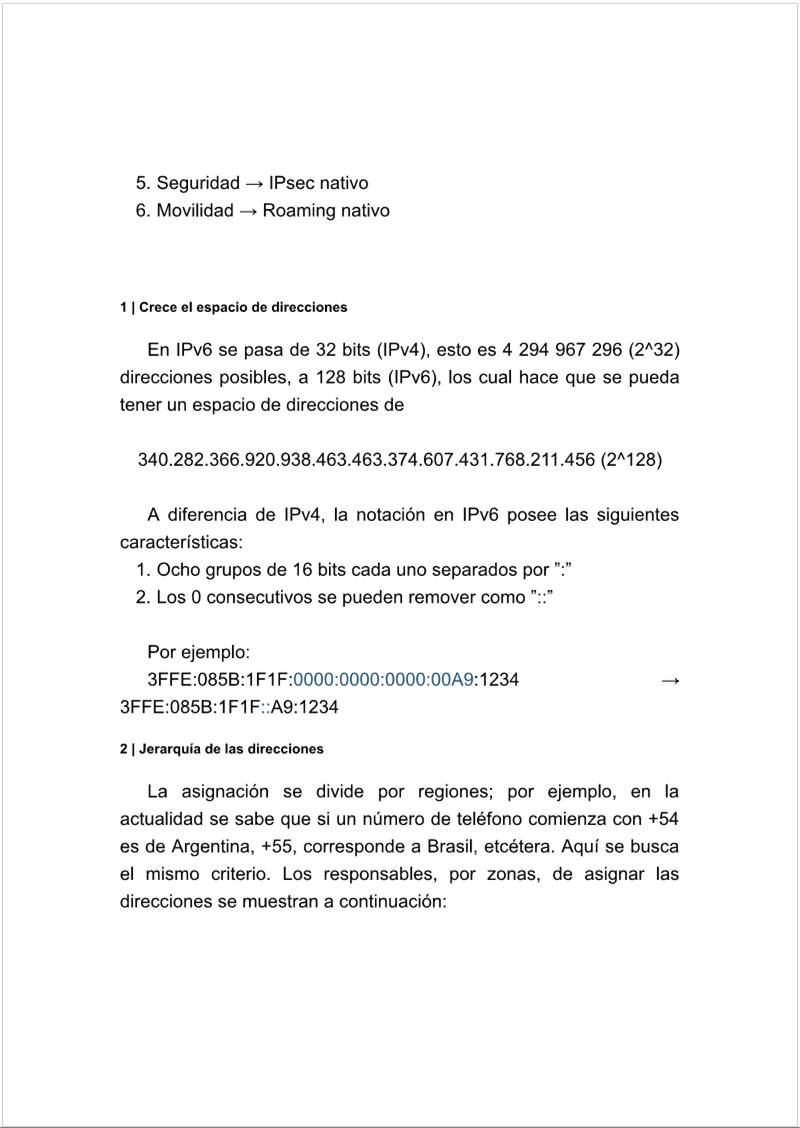 5. Seguridad → IPsec nativo
6. Movilidad → Roaming nativo
1 | Crece el espacio de direcciones
En IPv6 se pasa de 32 bits (IPv4), esto es 4 294 967 296 (2^32)
direcciones posibles, a 128 bits (IPv6), los cual hace que se pueda
tener un espacio de direcciones de
340.282.366.920.938.463.463.374.607.431.768.211.456 (2^128)
A diferencia de IPv4, la notación en IPv6 posee las siguientes
características:
1. Ocho grupos de 16 bits cada uno separados por ”:”
2. Los 0 consecutivos se pueden remover como ”::”
Por ejemplo:
3FFE:085B:1F1F:0000:0000:0000:00A9:1234 →
3FFE:085B:1F1F::A9:1234
2 | Jerarquía de las direcciones
La asignación se divide por regiones; por ejemplo, en la
actualidad se sabe que si un número de teléfono comienza con +54
es de Argentina, +55, corresponde a Brasil, etcétera. Aquí se busca
el mismo criterio. Los responsables, por zonas, de asignar las
direcciones se muestran a continuación: